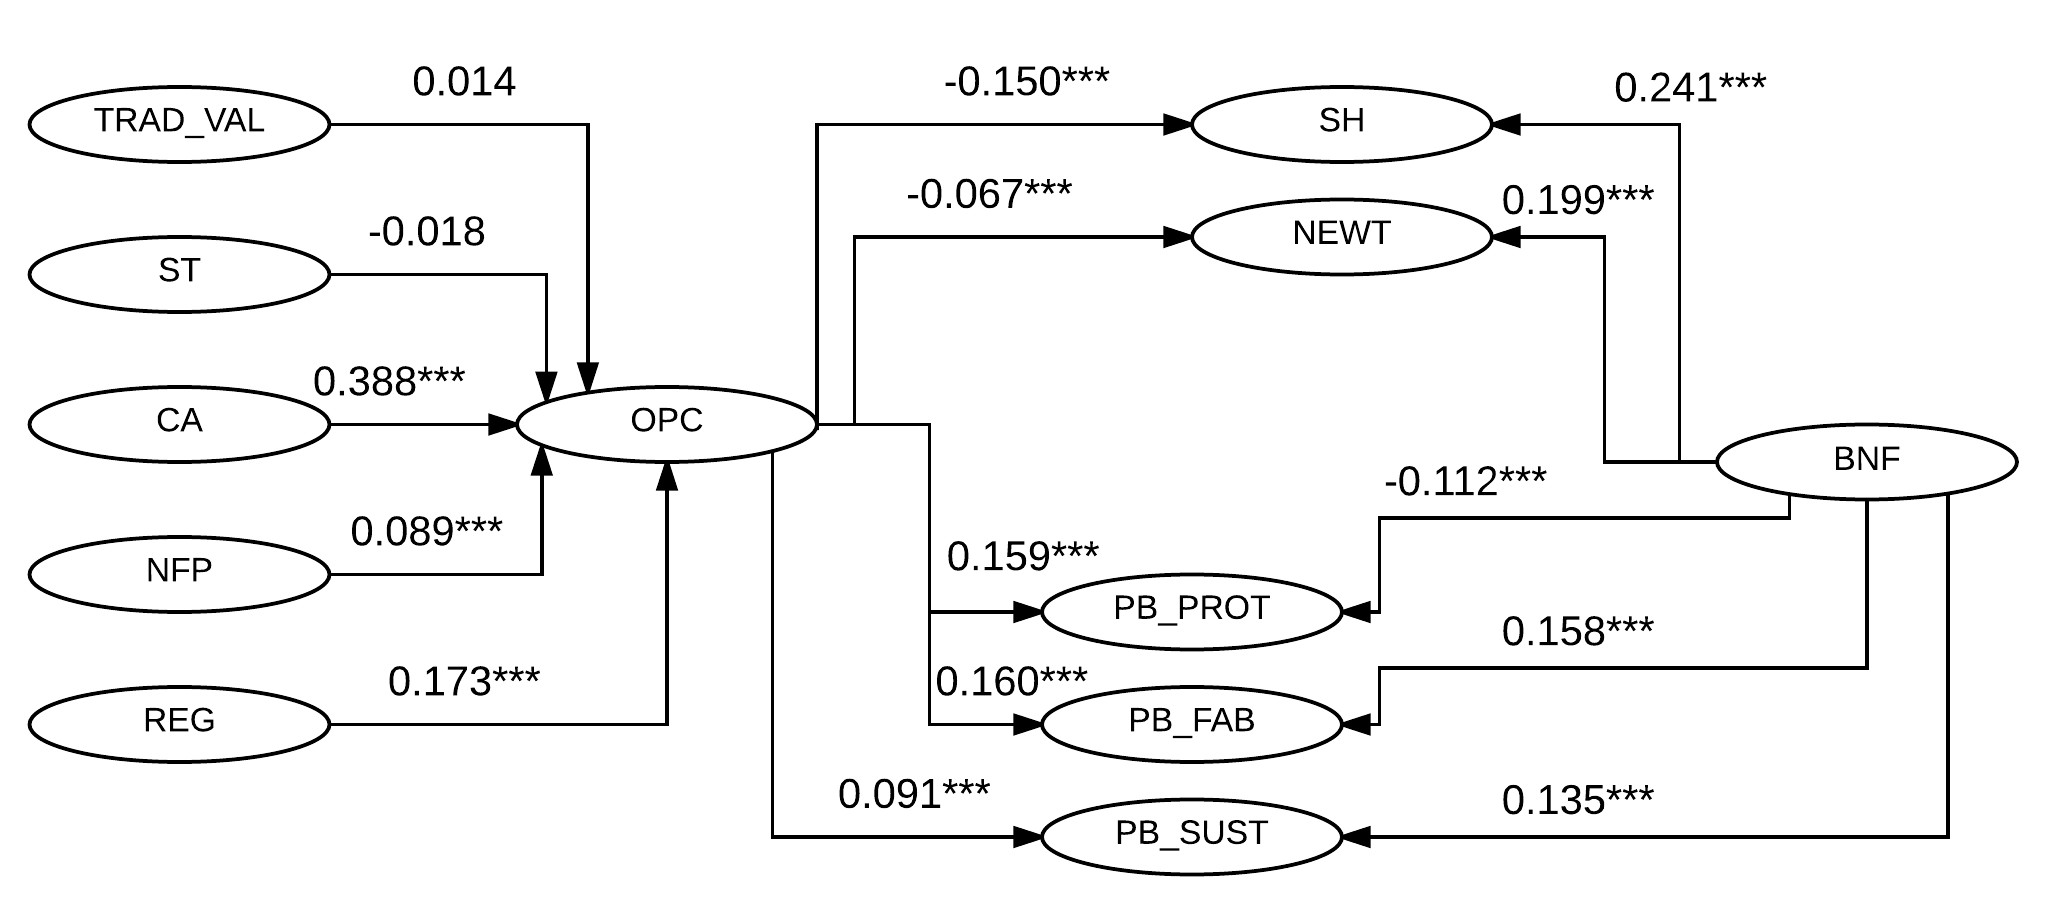 TRAD_VAL
0.014
-0.150***
SH
0.241***
-0.067***
NEWT
0.199***
ST
-0.018
CA
0.388***
OPC
BNF
-0.112***
NFP
0.089***
0.159***
PB_PROT
0.158***
REG
0.173***
0.160***
PB_FAB
0.091***
PB_SUST
0.135***